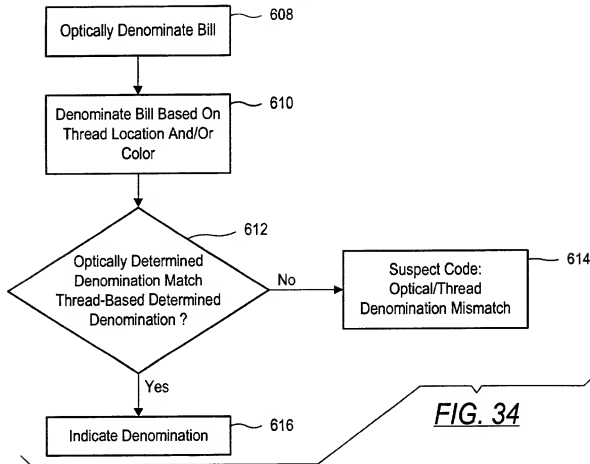 Optically Denominate Bill
608
Denominate Bill Based On
Thread Location And/Or
Color
610
612
Optically Determined
Denomination Match
Thread-Based Determined
Denomination ?
No
Suspect Code:
Optical/Thread
Denomination Mismatch
614
Yes
Indicate Denomination
616
FIG. 34